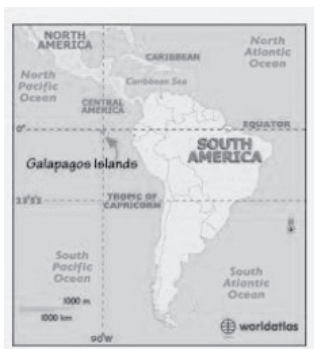 NORTH
AMERICA
North
Atlantic
Ocean
CARIBBEAN
Caribbean Sea
North
Pacific
Ocean
CENTRAL
AMERICA
EQUATOR
0°
SOUTH
AMERICA
Galapagos Islands
TROPIC OF
CAPRICORN
South
Pacific
Ocean
South
Atlantic
Ocean
1000 m
1000 km
worldatlas
90°W